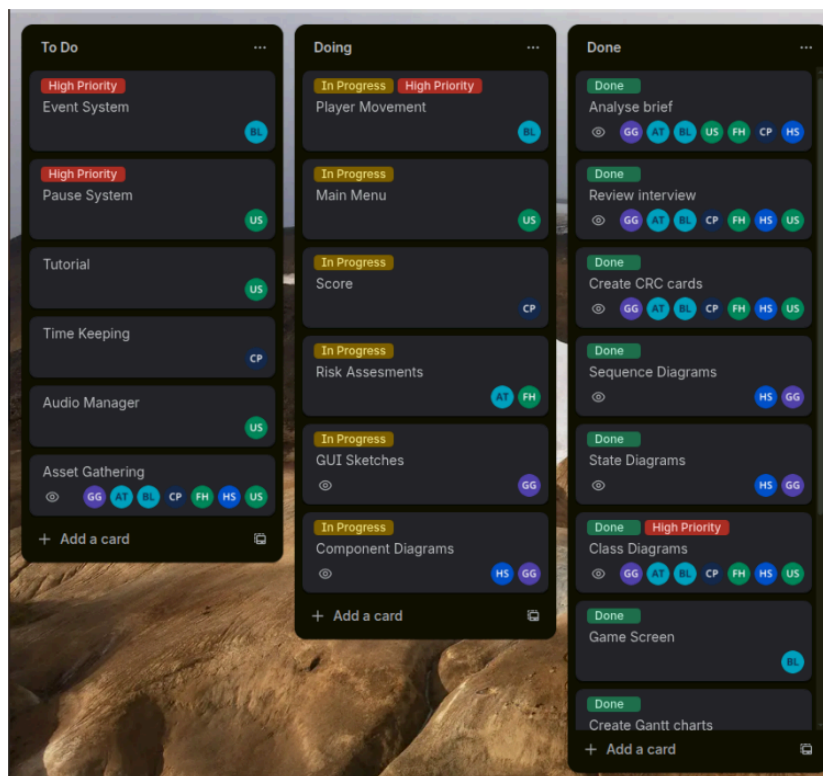 To Do
High Priority
Event System
BL
High Priority
Pause System
US
Tutorial
US
Time Keeping
CP
Audio Manager
US
Asset Gathering
GG AT BL CP FH HS US
+ Add a card
Doing
In Progress High Priority
Player Movement
BL
In Progress
Main Menu
US
In Progress
Score
CP
In Progress
Risk Assesments
AT FH
In Progress
GUI Sketches
GG
In Progress
Component Diagrams
HS GG
+ Add a card
Done
Done
Analyse brief
GG AT BL US FH CP HS
Done
Review interview
GG AT BL CP FH HS US
Done
Create CRC cards
GG AT BL CP FH HS US
Done
Sequence Diagrams
HS GG
Done
State Diagrams
HS GG
Done High Priority
Class Diagrams
GG AT BL CP FH HS US
Done
Game Screen
BL
Done
Create Gantt charts
+ Add a card